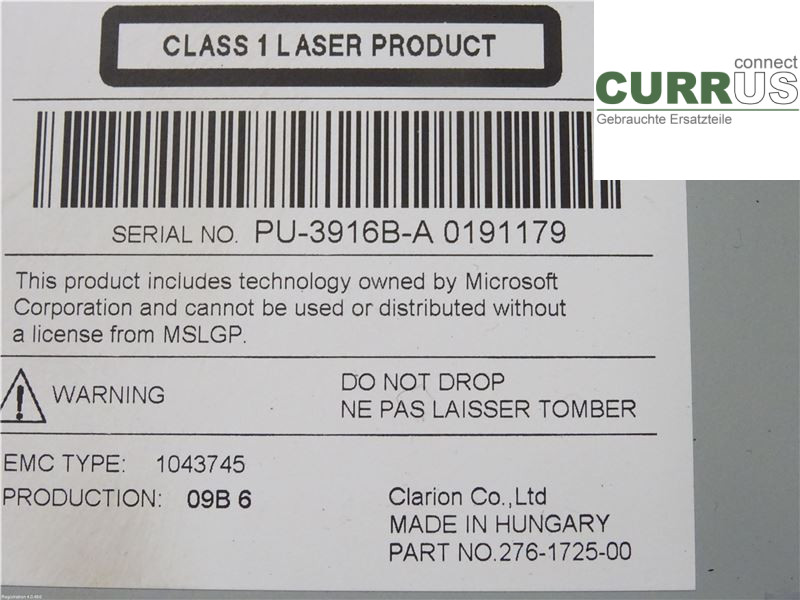 CLASS 1 LASER PRODUCT
connect
CURRUS
Gebrauchte Ersatzteile
SERIAL NO. PU-3916B-A 0191179
This product includes technology owned by Microsoft
Corporation and cannot be used or distributed without
a license from MSLGP.
WARNING
DO NOT DROP
NE PAS LAISSER TOMBER
EMC TYPE: 1043745
PRODUCTION: 09B 6
Clarion Co.,Ltd
MADE IN HUNGARY
PART NO.276-1725-00